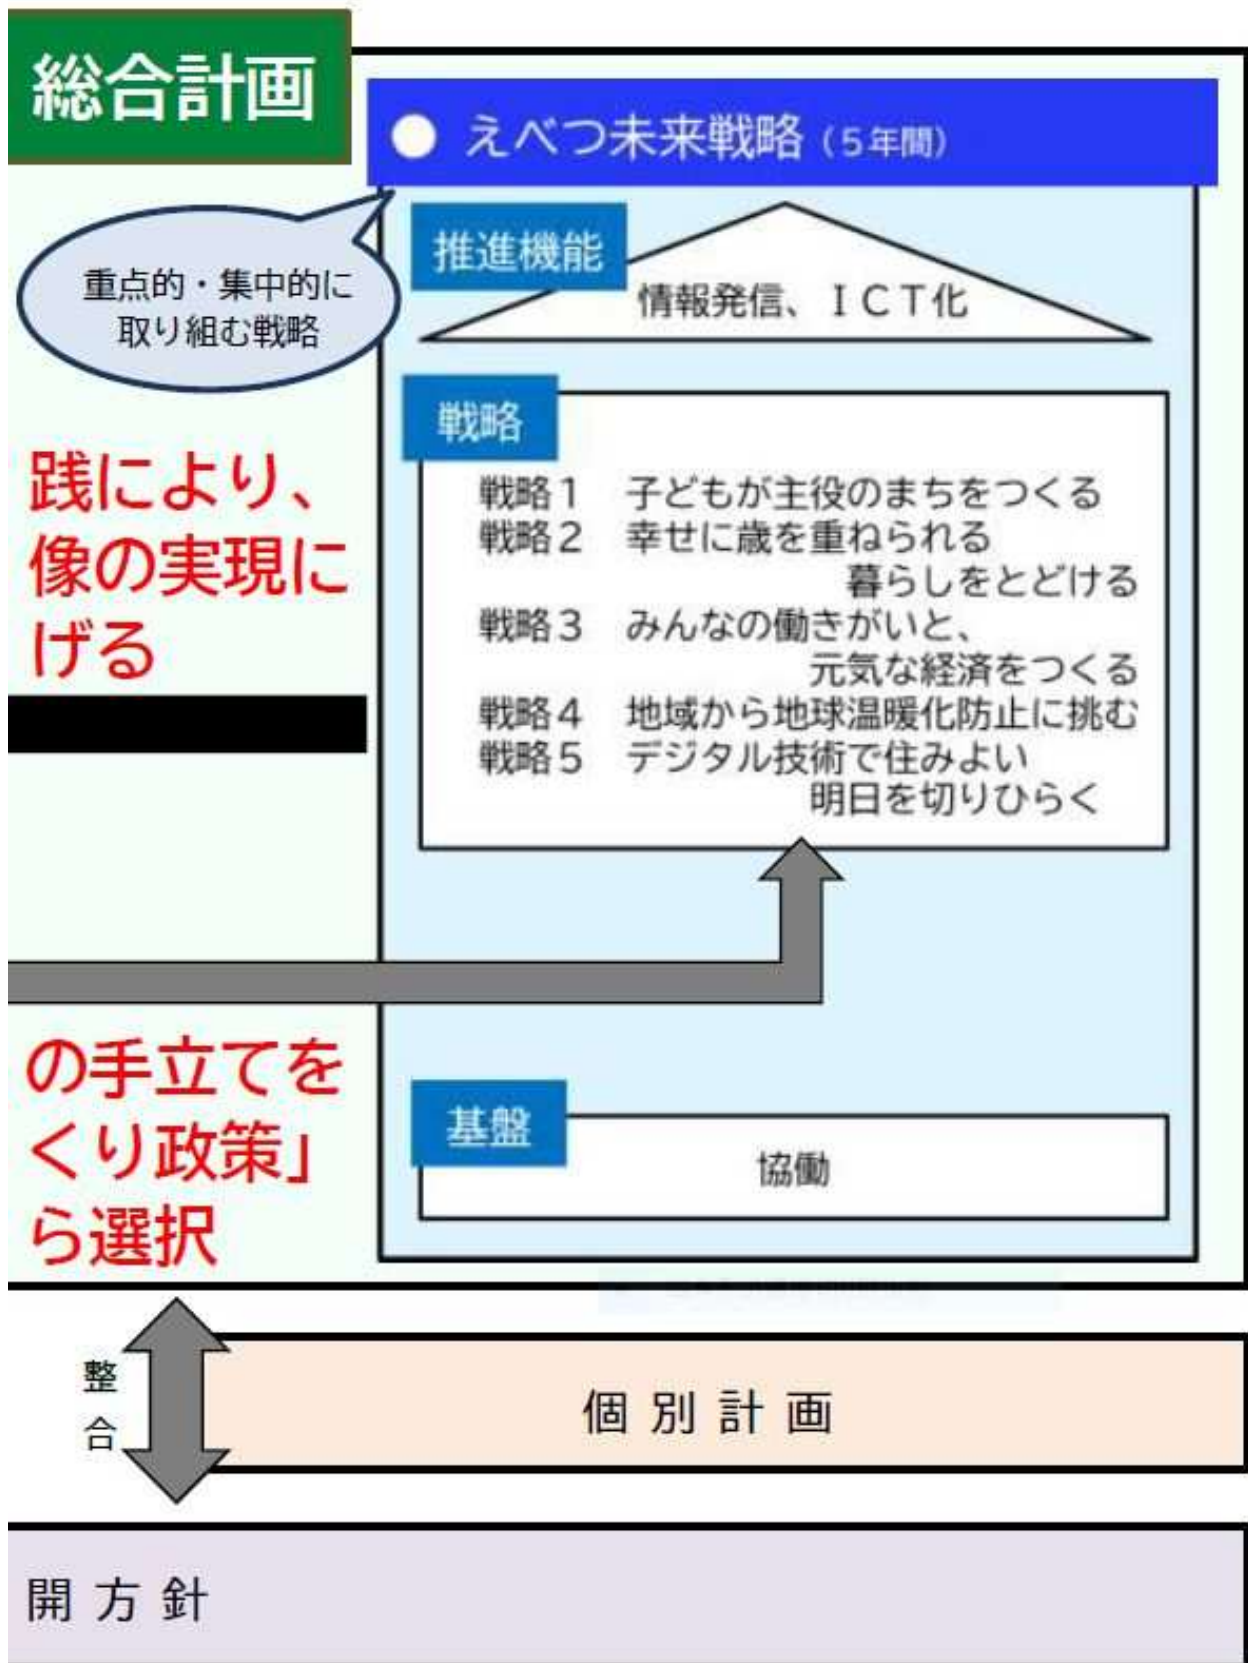 総合計画
● えべつ未来戦略（５年間）
重点的・集中的に
取り組む戦略
推進機能
情報発信、ＩＣＴ化
戦略
戦略１　子どもが主役のまちをつくる
戦略２　幸せに歳を重ねられる
暮らしをとどける
戦略３　みんなの働きがいと、
元気な経済をつくる
戦略４　地域から地球温暖化防止に挑む
戦略５　デジタル技術で住みよい
明日を切りひらく
践により、
像の実現に
げる
の手立てを
くり政策」
ら選択
基盤
協働
整
合
個別計画
開方針